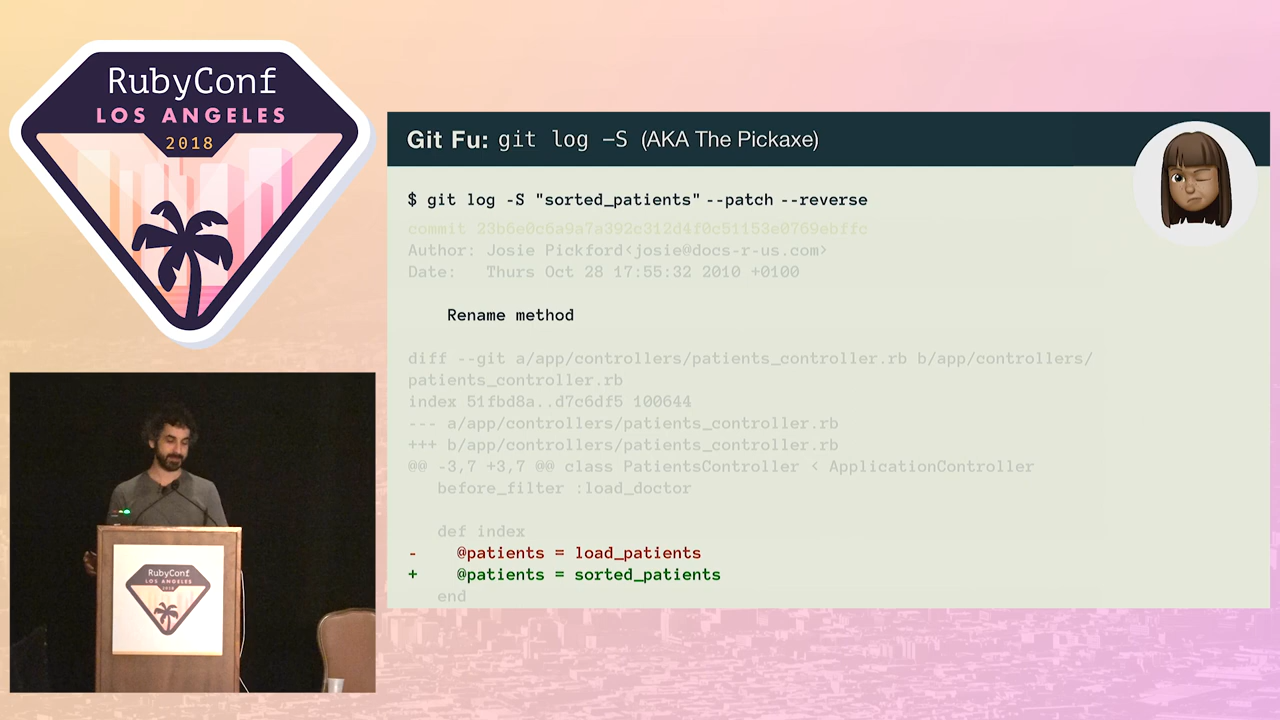 RubyConf
LOS ANGELES
2018
Git Fu: git log -S (AKA The Pickaxe)
$ git log -S "sorted_patients" --patch --reverse
commit 23b6e0c6a9a7a392c312d4f0c51153e0769ebffc
Author: Josie Pickford<josie@docs-r-us.com>
Date:   Thurs Oct 28 17:55:32 2010 +0100
Rename method
diff --git a/app/controllers/patients_controller.rb b/app/controllers/
patients_controller.rb
index 51fbd8a..d7c6df5 100644
--- a/app/controllers/patients_controller.rb
+++ b/app/controllers/patients_controller.rb
@@ -3,7 +3,7 @@ class PatientsController < ApplicationController
before_filter :load_doctor
def index
-    @patients = load_patients
+    @patients = sorted_patients
end
RubyConf
LOS ANGELES
2018